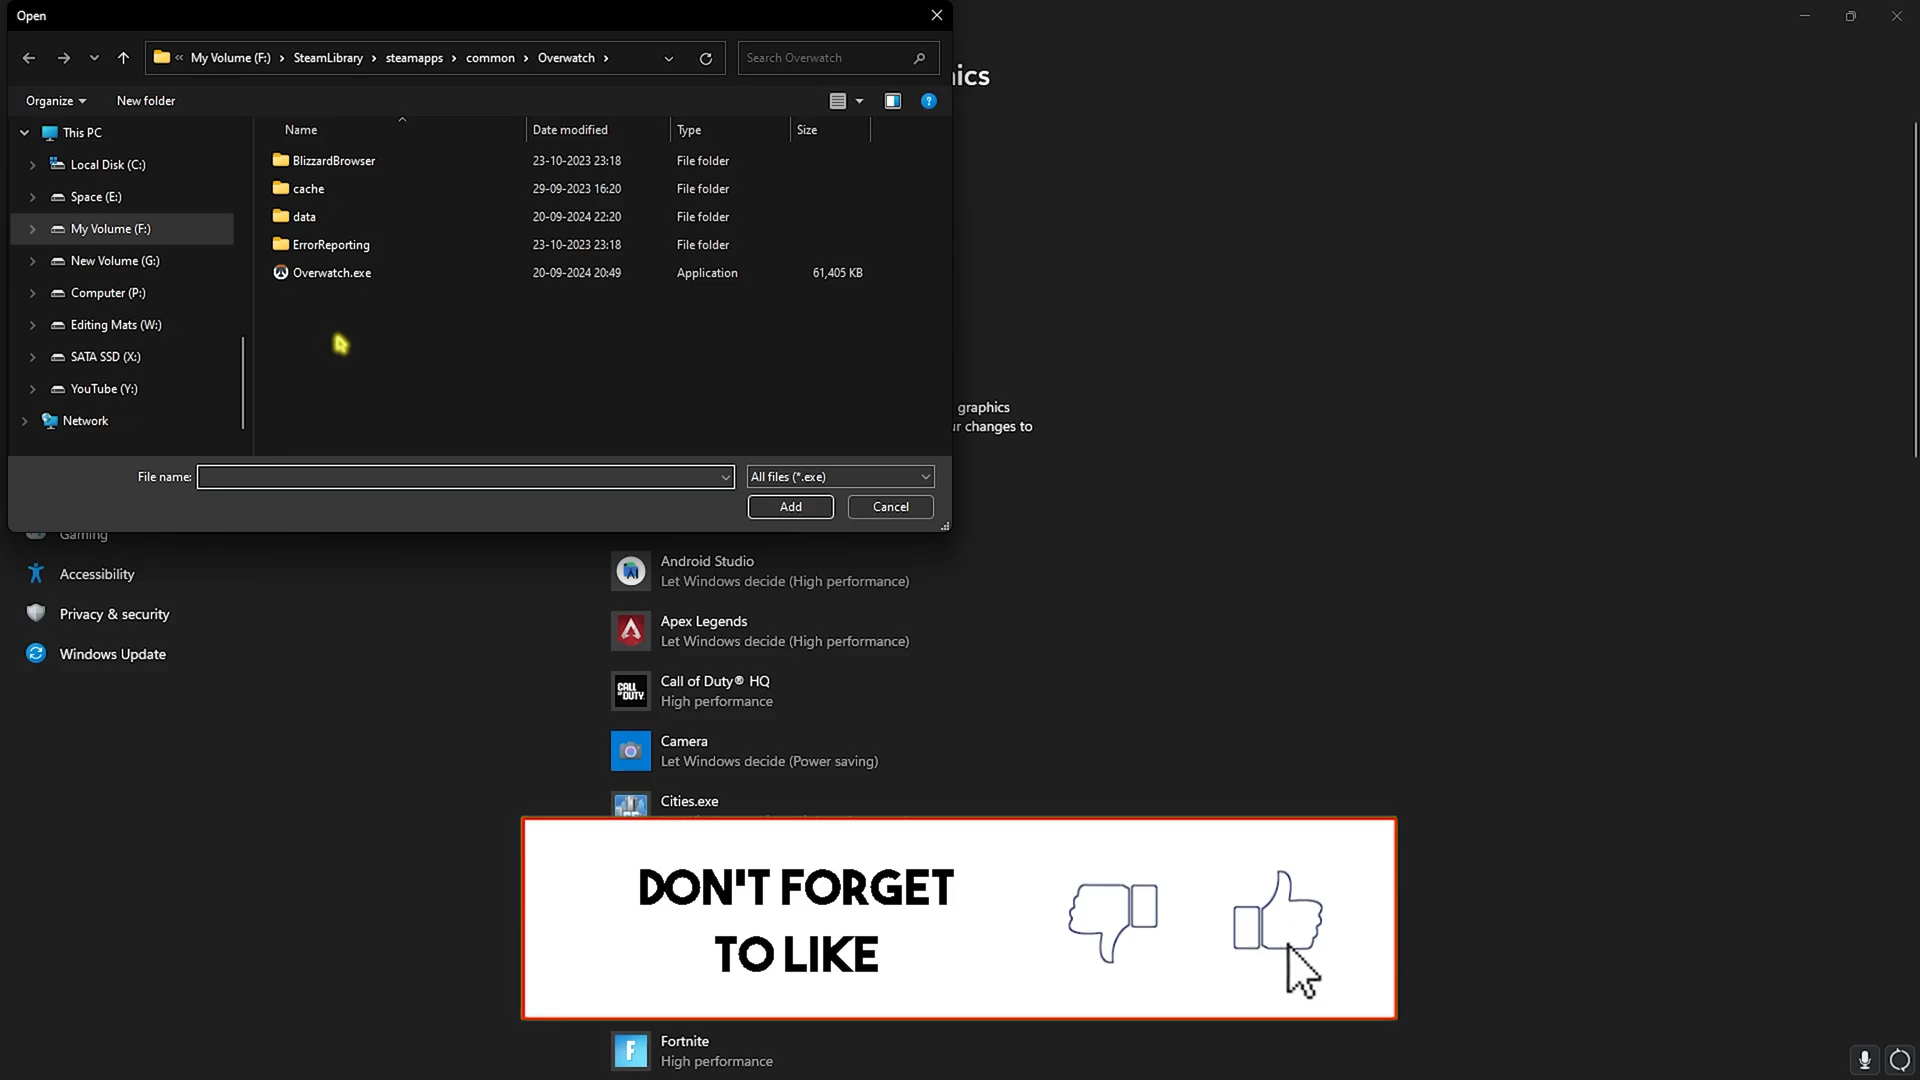 Open
« My Volume (F:) › SteamLibrary › steamapps › common › Overwatch ›
Search Overwatch
ics
Organize
New folder
?
Name
Date modified
Type
Size
This PC
Local Disk (C:)
Space (E:)
My Volume (F:)
New Volume (G:)
Computer (P:)
Editing Mats (W:)
SATA SSD (X:)
YouTube (Y:)
Network
BlizzardBrowser 23-10-2023 23:18 File folder
cache 29-09-2023 16:20 File folder
data 20-09-2024 22:20 File folder
ErrorReporting 23-10-2023 23:18 File folder
Overwatch.exe 20-09-2024 20:49 Application 61,405 KB
graphics
ur changes to
File name:
All files (*.exe)
Add
Cancel
Gaming
Accessibility
Privacy & security
Windows Update
Android Studio
Let Windows decide (High performance)
Apex Legends
Let Windows decide (High performance)
CALL OF DUTY.
Call of Duty® HQ
High performance
Camera
Let Windows decide (Power saving)
Cities.exe
DON'T FORGET
TO LIKE
F
Fortnite
High performance